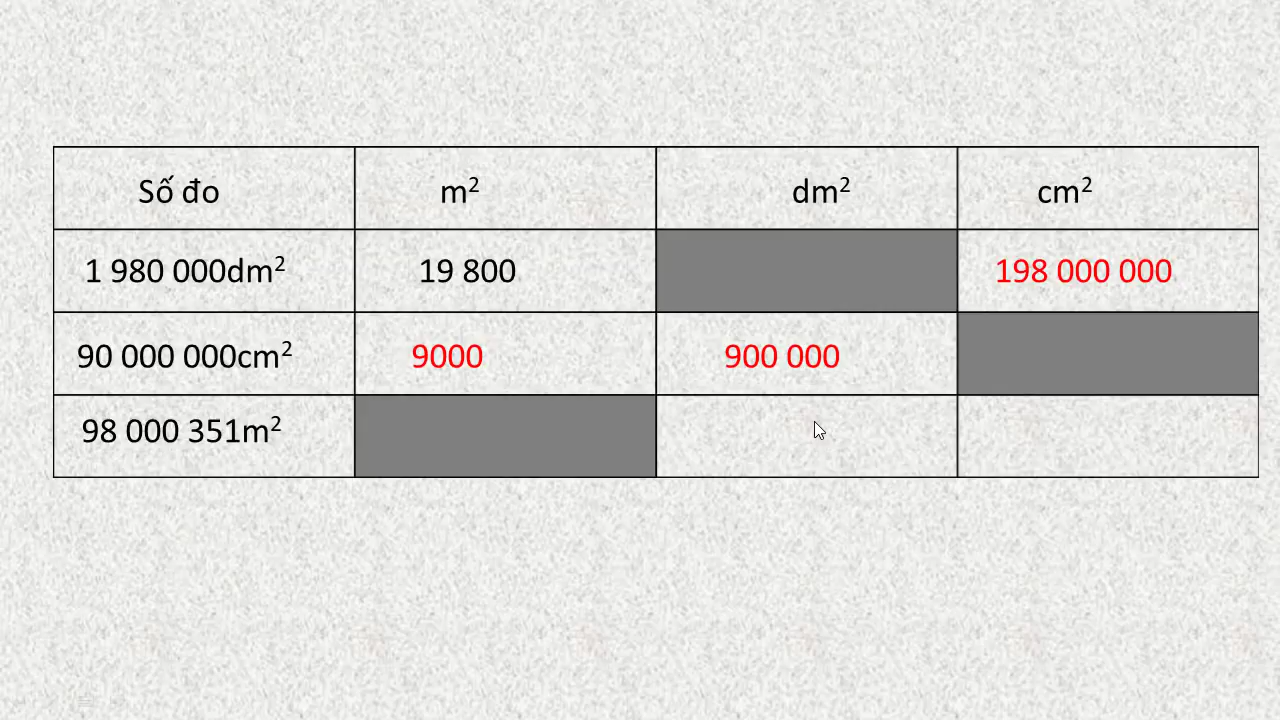 Số đo m² dm² cm²
1 980 000dm² 19 800 198 000 000
90 000 000cm² 9000 900 000
98 000 351m²